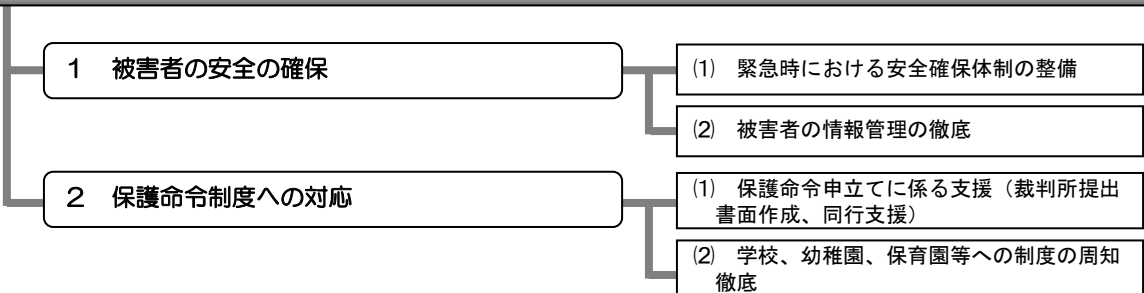 １　被害者の安全の確保
⑴　緊急時における安全確保体制の整備
⑵　被害者の情報管理の徹底
２　保護命令制度への対応
⑴　保護命令申立てに係る支援（裁判所提出
書面作成、同行支援）
⑵　学校、幼稚園、保育園等への制度の周知
徹底